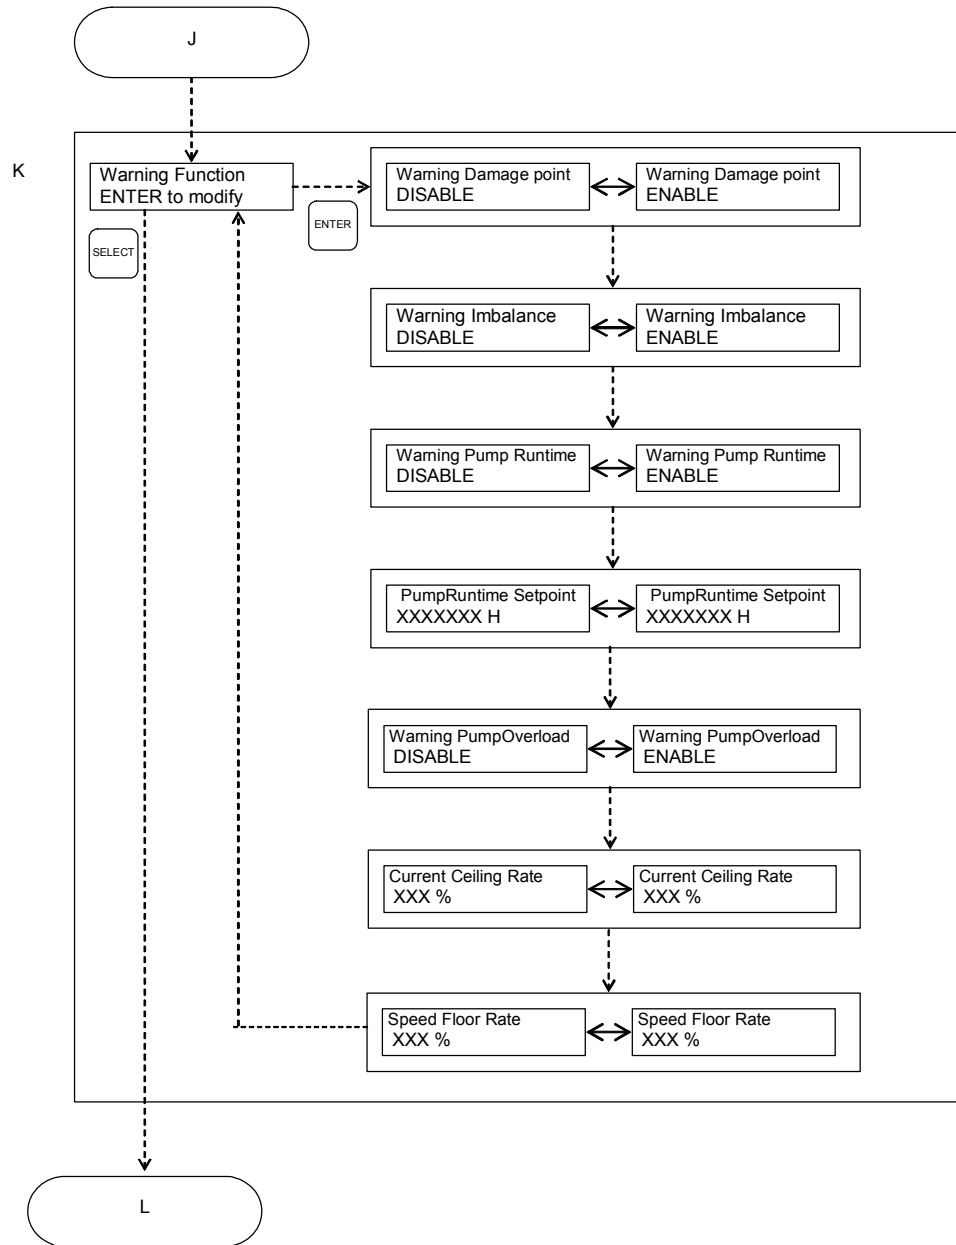 J
K
Warning Function
ENTER to modify
SELECT
ENTER
Warning Damage point
DISABLE
Warning Damage point
ENABLE
Warning Imbalance
DISABLE
Warning Imbalance
ENABLE
Warning Pump Runtime
DISABLE
Warning Pump Runtime
ENABLE
PumpRuntime Setpoint
XXXXXXX H
PumpRuntime Setpoint
XXXXXXX H
Warning PumpOverload
DISABLE
Warning PumpOverload
ENABLE
Current Ceiling Rate
XXX %
Current Ceiling Rate
XXX %
Speed Floor Rate
XXX %
Speed Floor Rate
XXX %
L